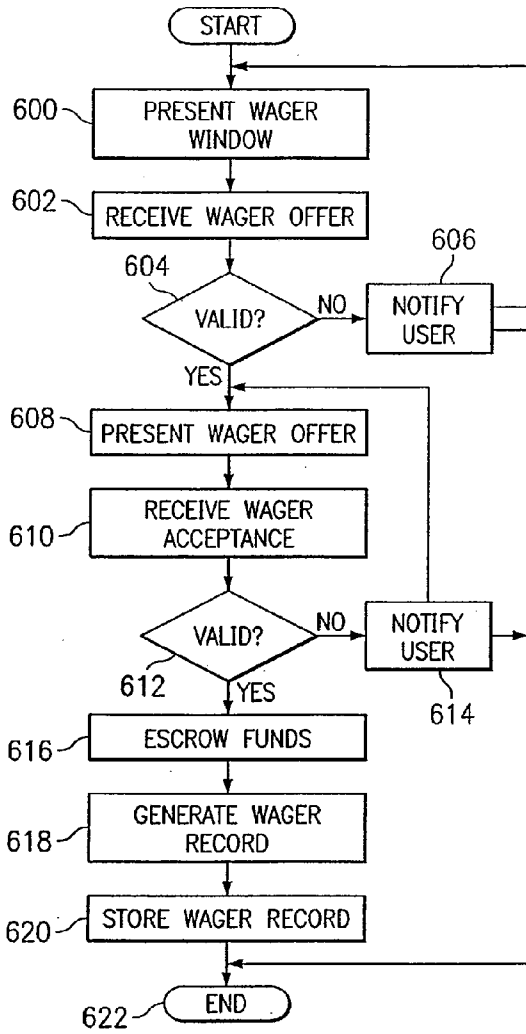 START
600
PRESENT WAGER
WINDOW
602
RECEIVE WAGER OFFER
604
VALID?
NO
606
NOTIFY
USER
YES
608
PRESENT WAGER OFFER
610
RECEIVE WAGER
ACCEPTANCE
612
VALID?
NO
NOTIFY
USER
614
YES
616
ESCROW FUNDS
618
GENERATE WAGER
RECORD
620
STORE WAGER RECORD
622
END